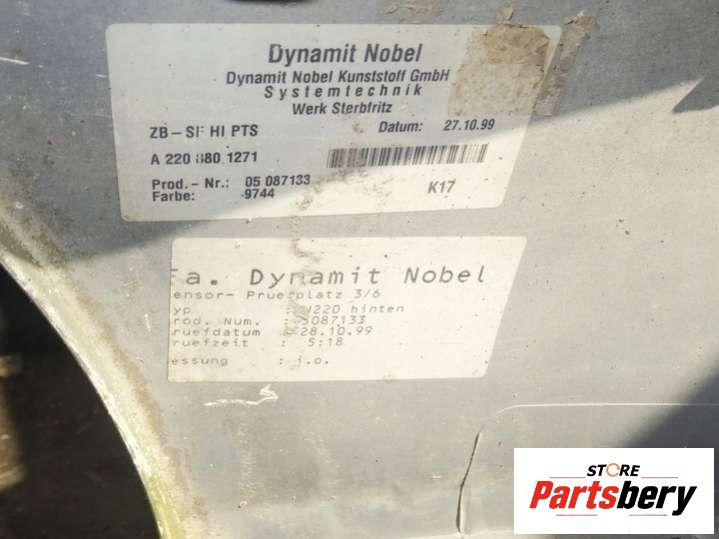 Dynamit Nobel
Dynamit Nobel Kunststoff GmbH
Systemtechnik
Werk Sterbfritz
ZB-SF HI PTS Datum: 27.10.99
A 220 880 1271
Prod.- Nr.: 05 087133
Farbe: 9744 K17
Fa. Dynamit Nobel
ensor- Pruefplatz 3/6
yp : W220 hinten
rod. Num. : 5087133
ruefdatum : 28.10.99
ruefzeit : 5:18
essung : i.o.
STORE
Partsbery